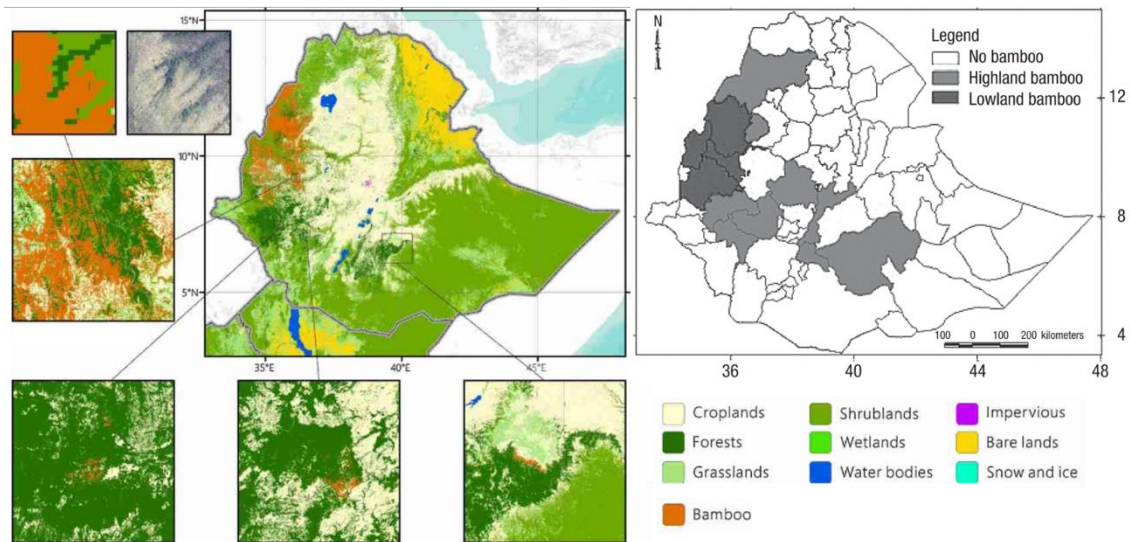 15°N
10°N
5°N
35°E
40°E
45°E
N
Legend
No bamboo
Highland bamboo
Lowland bamboo
12
8
4
100 0 100 200 kilometers
36
40
44
48
Croplands
Shrublands
Impervious
Forests
Wetlands
Bare lands
Grasslands
Water bodies
Snow and ice
Bamboo